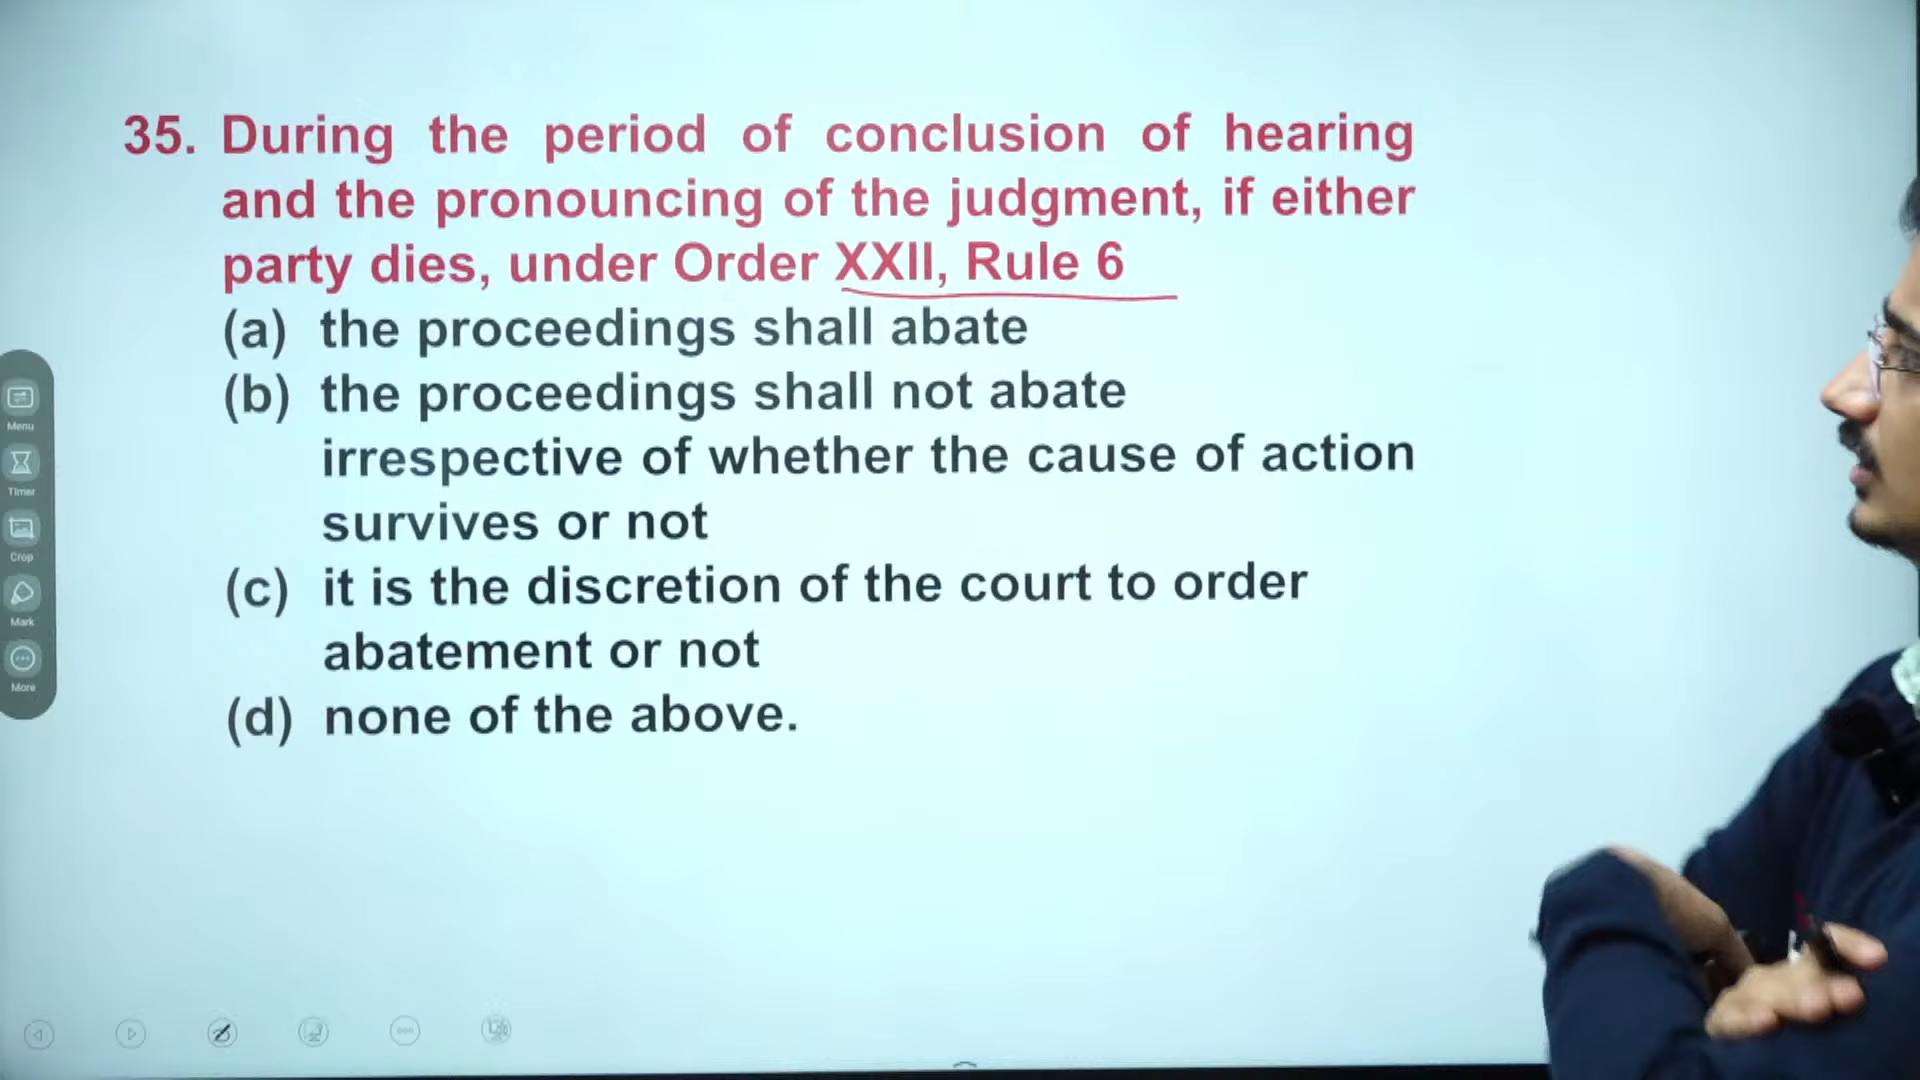 35. During the period of conclusion of hearing
and the pronouncing of the judgment, if either
party dies, under Order XXII, Rule 6
(a) the proceedings shall abate
(b) the proceedings shall not abate
irrespective of whether the cause of action
survives or not
(c) it is the discretion of the court to order
abatement or not
(d) none of the above.
Menu
Timer
Crop
Mark
More